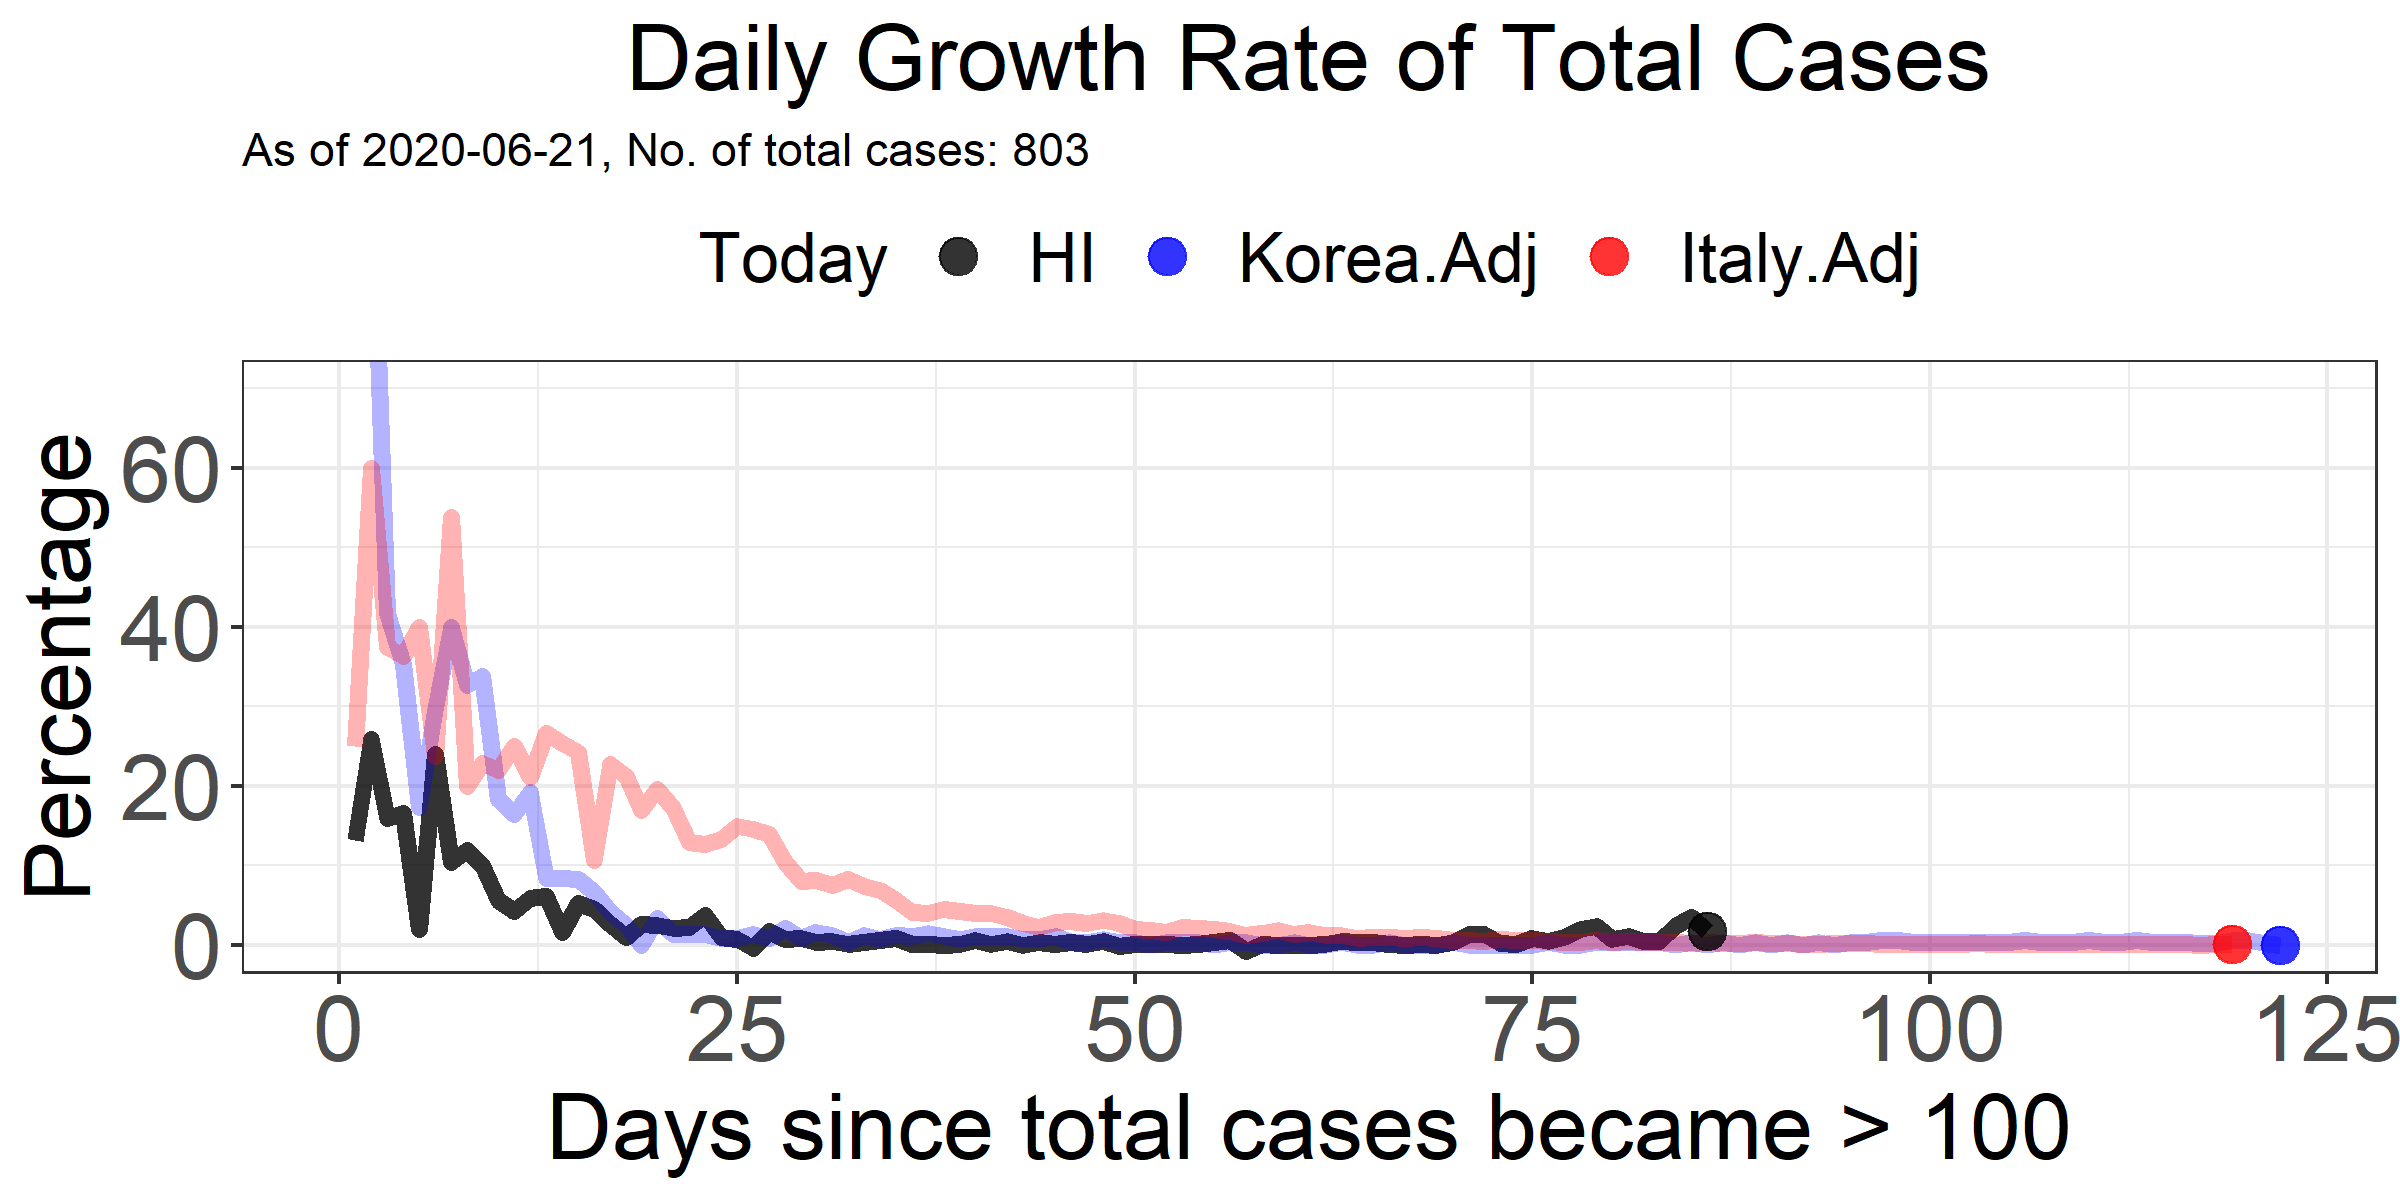 Daily Growth Rate of Total Cases
As of 2020-06-21, No. of total cases: 803
Today HI Korea.Adj Italy.Adj
Percentage
60
40
20
0
0 25 50 75 100 125
Days since total cases became > 100